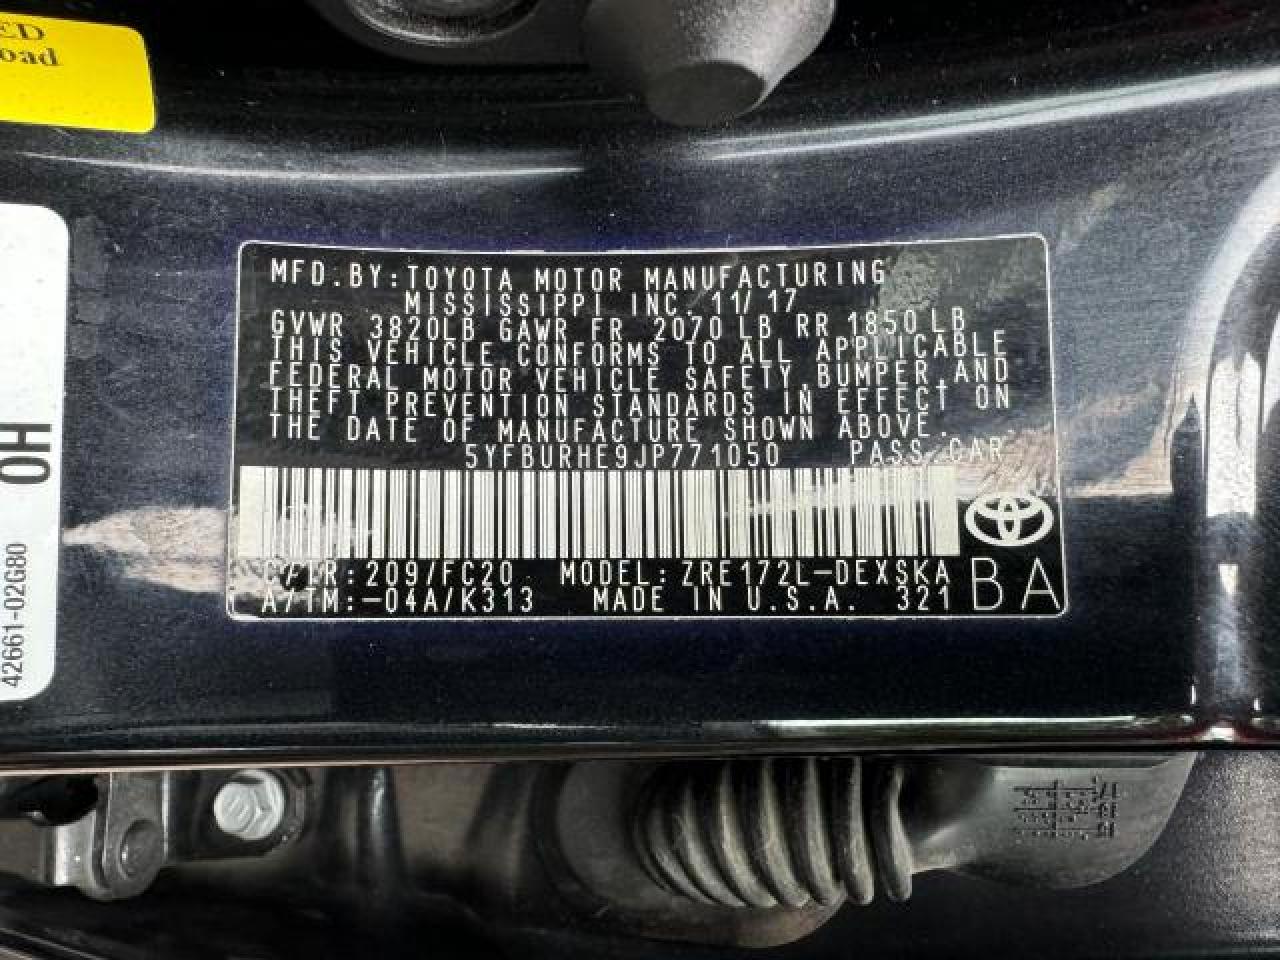 ED
oad
MFD.BY:TOYOTA MOTOR MANUFACTURING
MISSISSIPPI INC. 11/17
GVWR 3820LB GAWR FR 2070 LB RR 1850 LB
THIS VEHICLE CONFORMS TO ALL APPLICABLE
FEDERAL MOTOR VEHICLE SAFETY,BUMPER,AND
THEFT PREVENTION STANDARDS IN EFFECT ON
THE DATE OF MANUFACTURE SHOWN ABOVE.
5YFBURHE9JP771050 PASS.CAR
C/TR:209/FC20 MODEL:ZRE172L-DEXSKA
A/TM:-04A/K313 MADE IN U.S.A. 321
BA
0H
42661-02G80